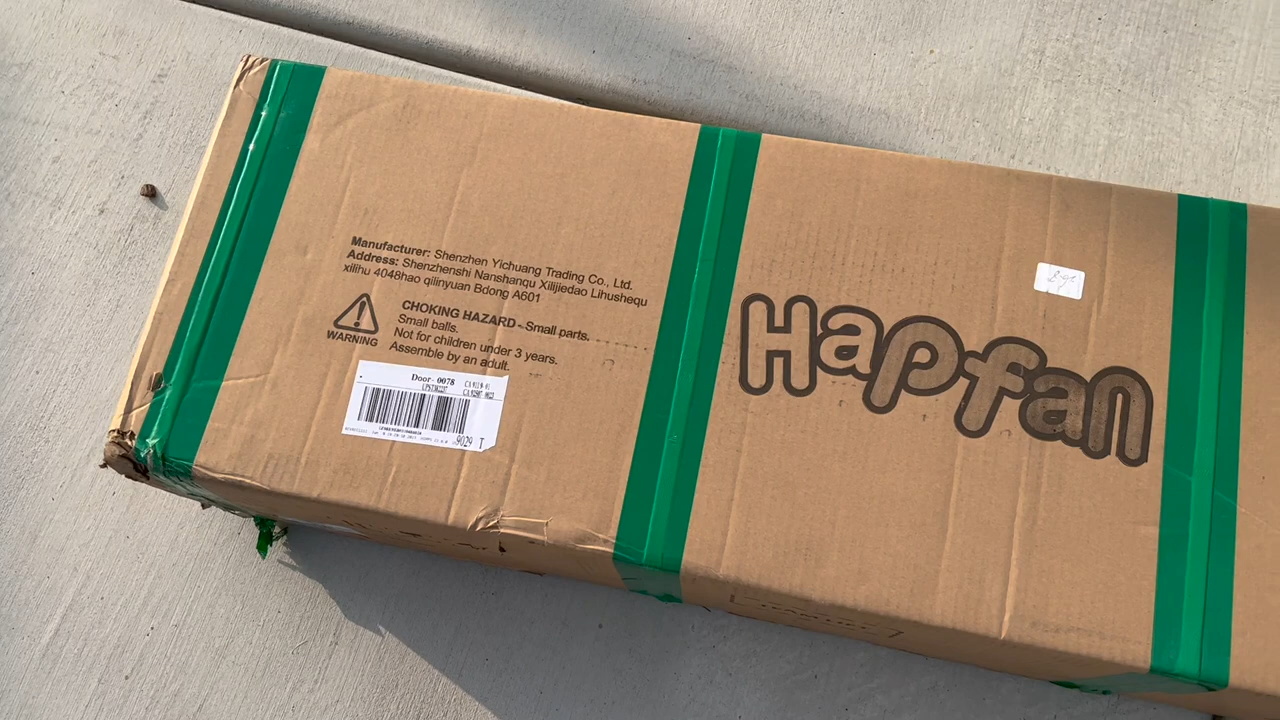 Manufacturer: Shenzhen Yichuang Trading Co., Ltd.
Address: Shenzhenshi Nanshanqu Xilijiedao Lihushequ
xilihu 4048hao qilinyuan Bdong A601
WARNING
CHOKING HAZARD - Small parts.
Small balls.
Not for children under 3 years.
Assemble by an adult.
Door- 0078
9029 T
Hapfan